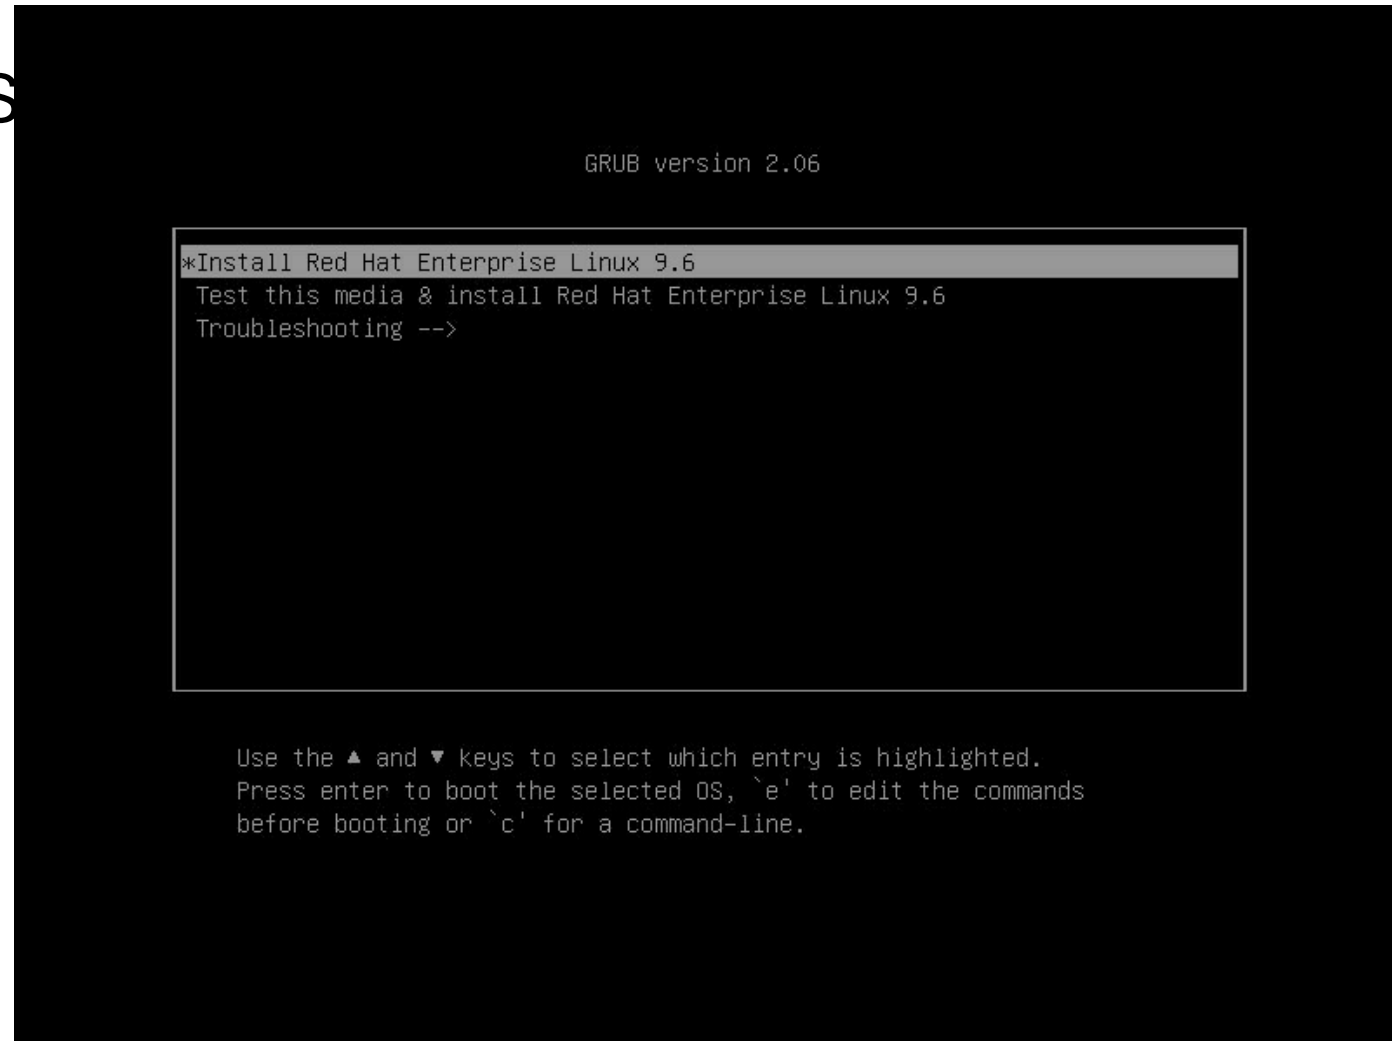 s
GRUB version 2.06
*Install Red Hat Enterprise Linux 9.6
Test this media & install Red Hat Enterprise Linux 9.6
Troubleshooting -->
Use the ▲ and ▼ keys to select which entry is highlighted.
Press enter to boot the selected OS, `e' to edit the commands
before booting or `c' for a command-line.